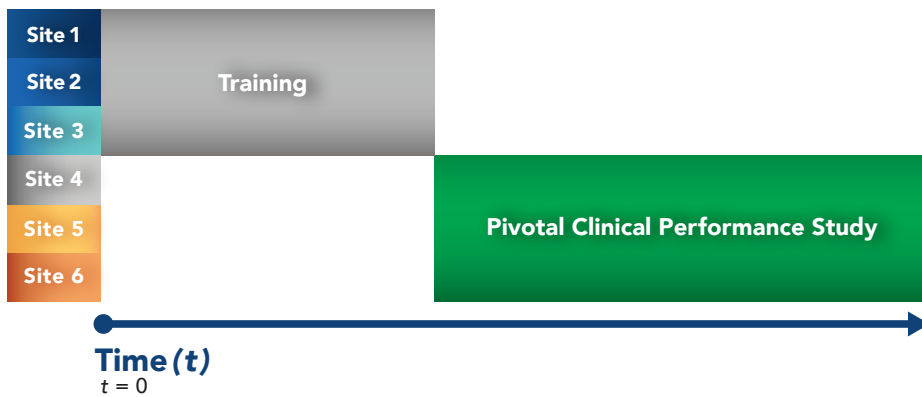 Site 1
Site 2
Training
Site 3
Site 4
Site 5
Pivotal Clinical Performance Study
Site 6
Time (t)
t = 0